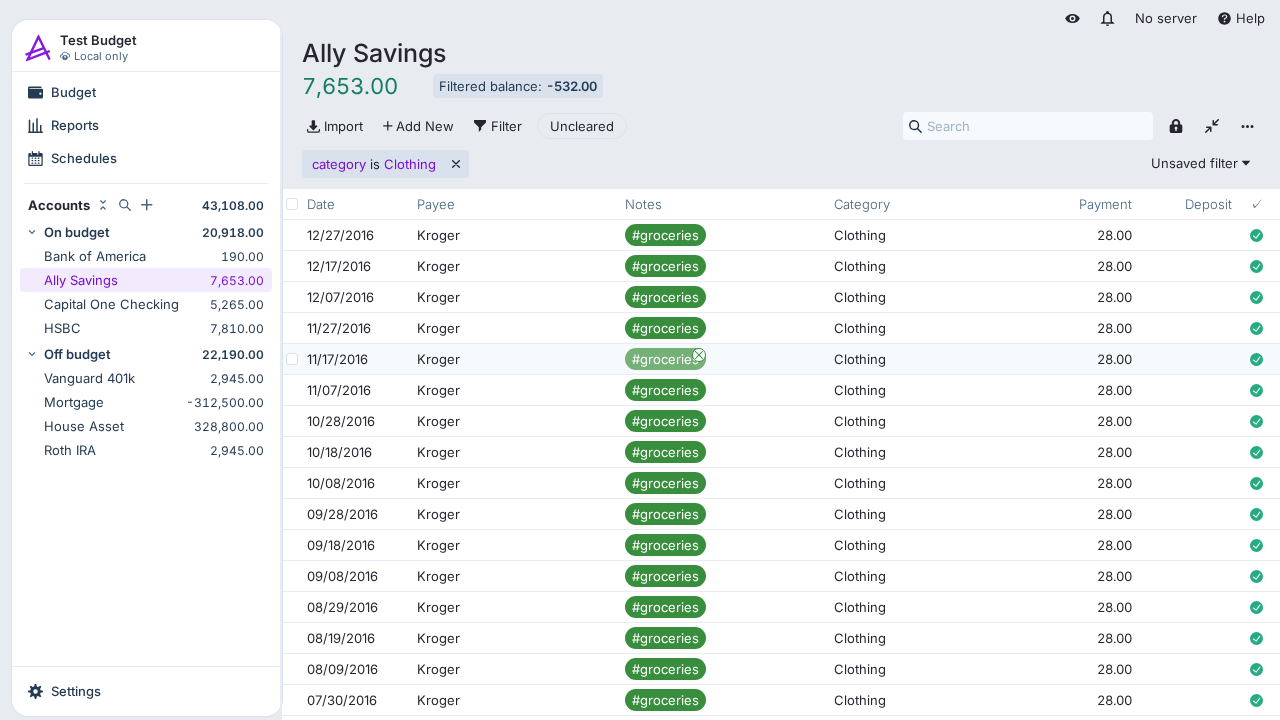 Test Budget
Local only
Budget
Reports
Schedules
Accounts 43,108.00
On budget 20,918.00
Bank of America 190.00
Ally Savings 7,653.00
Capital One Checking 5,265.00
HSBC 7,810.00
Off budget 22,190.00
Vanguard 401k 2,945.00
Mortgage -312,500.00
House Asset 328,800.00
Roth IRA 2,945.00
Settings
No server Help
Ally Savings
7,653.00 Filtered balance: -532.00
Import Add New Filter Uncleared Search
category is Clothing Unsaved filter
Date Payee Notes Category Payment Deposit
12/27/2016 Kroger #groceries Clothing 28.00
12/17/2016 Kroger #groceries Clothing 28.00
12/07/2016 Kroger #groceries Clothing 28.00
11/27/2016 Kroger #groceries Clothing 28.00
11/17/2016 Kroger #groceries Clothing 28.00
11/07/2016 Kroger #groceries Clothing 28.00
10/28/2016 Kroger #groceries Clothing 28.00
10/18/2016 Kroger #groceries Clothing 28.00
10/08/2016 Kroger #groceries Clothing 28.00
09/28/2016 Kroger #groceries Clothing 28.00
09/18/2016 Kroger #groceries Clothing 28.00
09/08/2016 Kroger #groceries Clothing 28.00
08/29/2016 Kroger #groceries Clothing 28.00
08/19/2016 Kroger #groceries Clothing 28.00
08/09/2016 Kroger #groceries Clothing 28.00
07/30/2016 Kroger #groceries Clothing 28.00